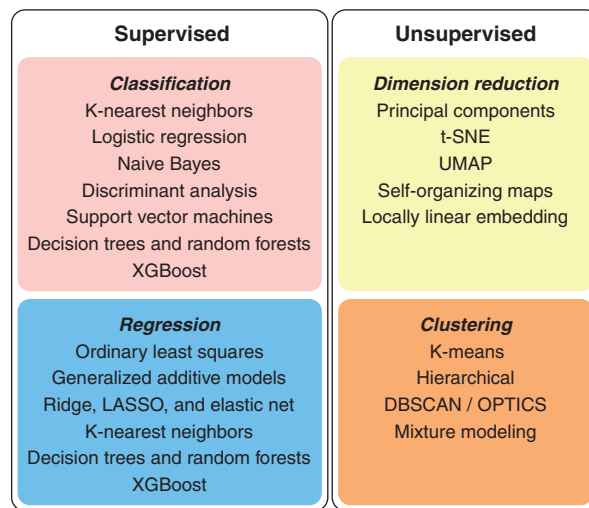 Supervised
Classification
K-nearest neighbors
Logistic regression
Naive Bayes
Discriminant analysis
Support vector machines
Decision trees and random forests
XGBoost
Regression
Ordinary least squares
Generalized additive models
Ridge, LASSO, and elastic net
K-nearest neighbors
Decision trees and random forests
XGBoost
Unsupervised
Dimension reduction
Principal components
t-SNE
UMAP
Self-organizing maps
Locally linear embedding
Clustering
K-means
Hierarchical
DBSCAN / OPTICS
Mixture modeling